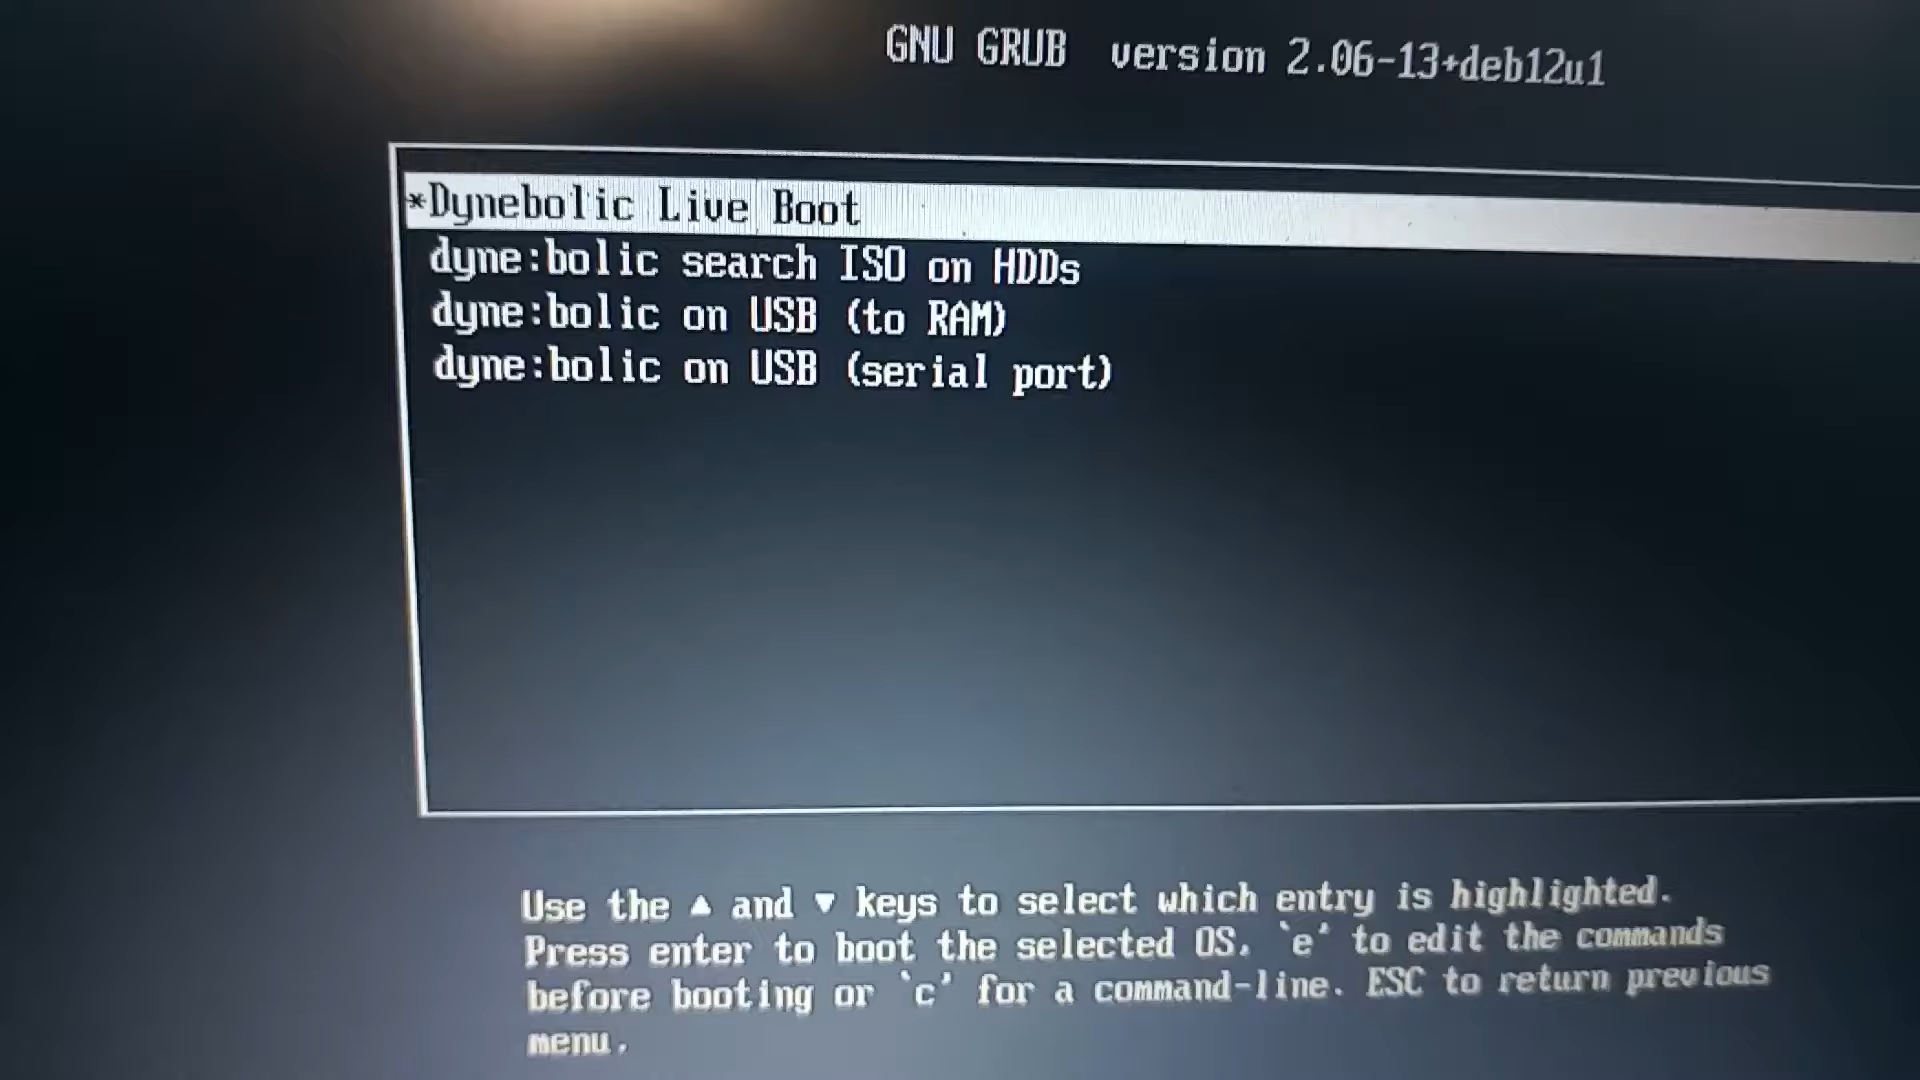 GNU GRUB version 2.06-13+deb12u1
*Dynebolic Live Boot
dyne:bolic search ISO on HDDs
dyne:bolic on USB (to RAM)
dyne:bolic on USB (serial port)
Use the ▲ and ▼ keys to select which entry is highlighted.
Press enter to boot the selected OS, `e' to edit the commands
before booting or `c' for a command-line. ESC to return previous
menu.